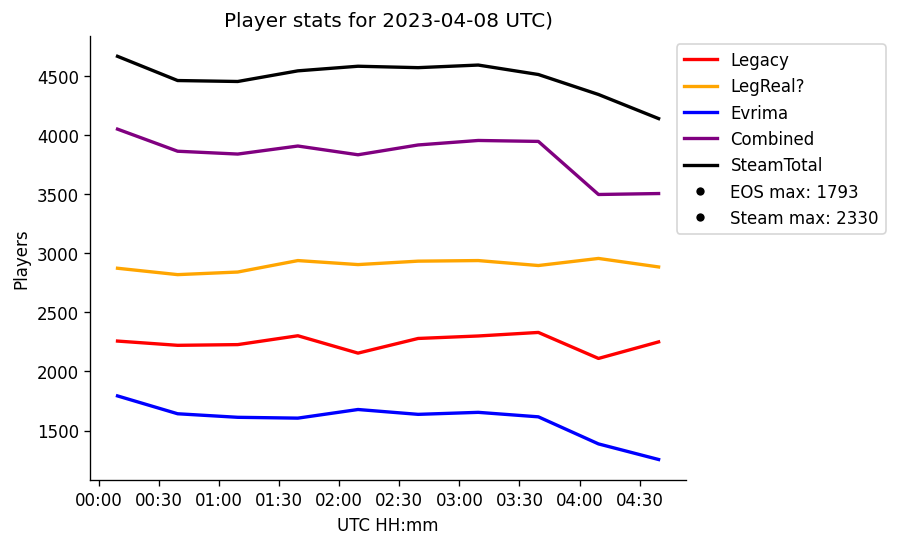 Player stats for 2023-04-08 UTC)
Legacy
LegReal?
Evrima
Combined
SteamTotal
EOS max: 1793
Steam max: 2330
Players
4500
4000
3500
3000
2500
2000
1500
00:00 00:30 01:00 01:30 02:00 02:30 03:00 03:30 04:00 04:30
UTC HH:mm